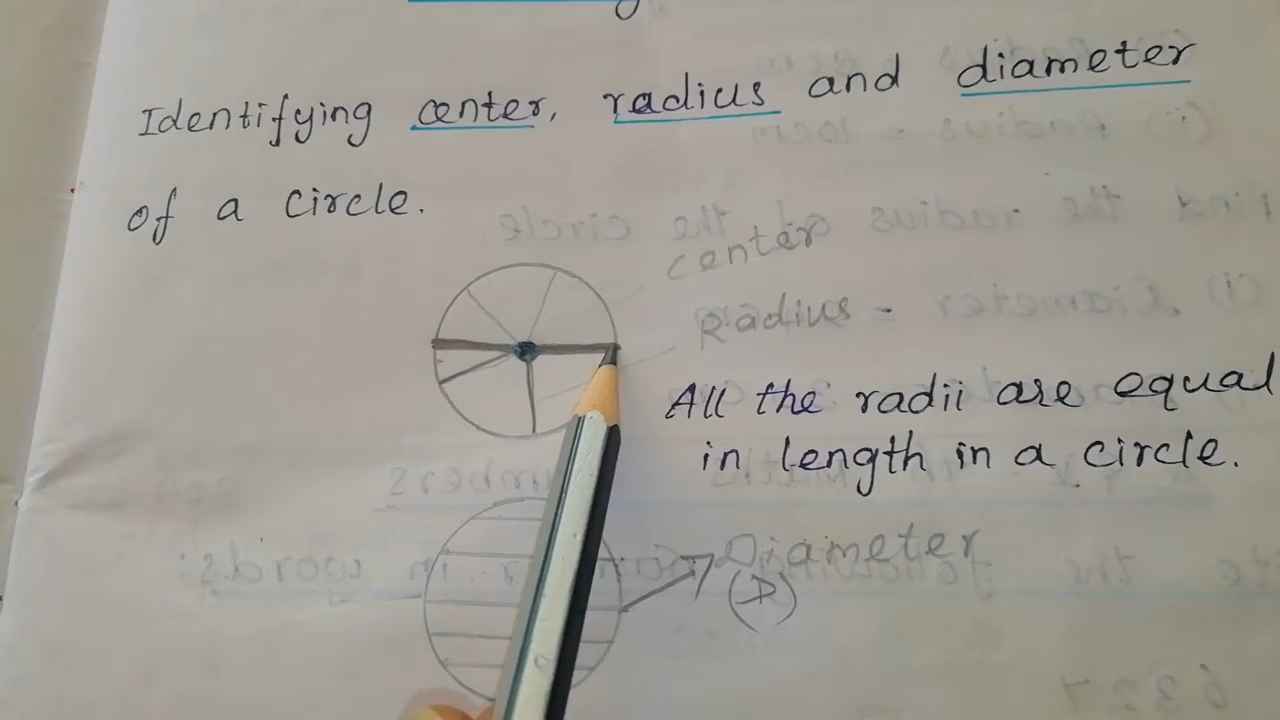 Identifying center, radius and diameter
of a circle.
center
Radius -
All the radii are equal
in length in a circle.
Diameter
(D)